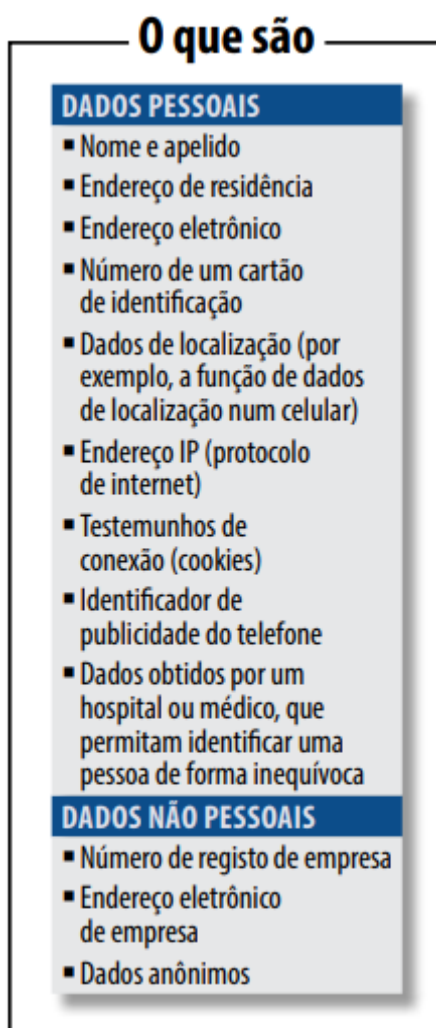 O que são
DADOS PESSOAIS
▪ Nome e apelido
▪ Endereço de residência
▪ Endereço eletrônico
▪ Número de um cartão
de identificação
▪ Dados de localização (por
exemplo, a função de dados
de localização num celular)
▪ Endereço IP (protocolo
de internet)
▪ Testemunhos de
conexão (cookies)
▪ Identificador de
publicidade do telefone
▪ Dados obtidos por um
hospital ou médico, que
permitam identificar uma
pessoa de forma inequívoca
DADOS NÃO PESSOAIS
▪ Número de registo de empresa
▪ Endereço eletrônico
de empresa
▪ Dados anônimos